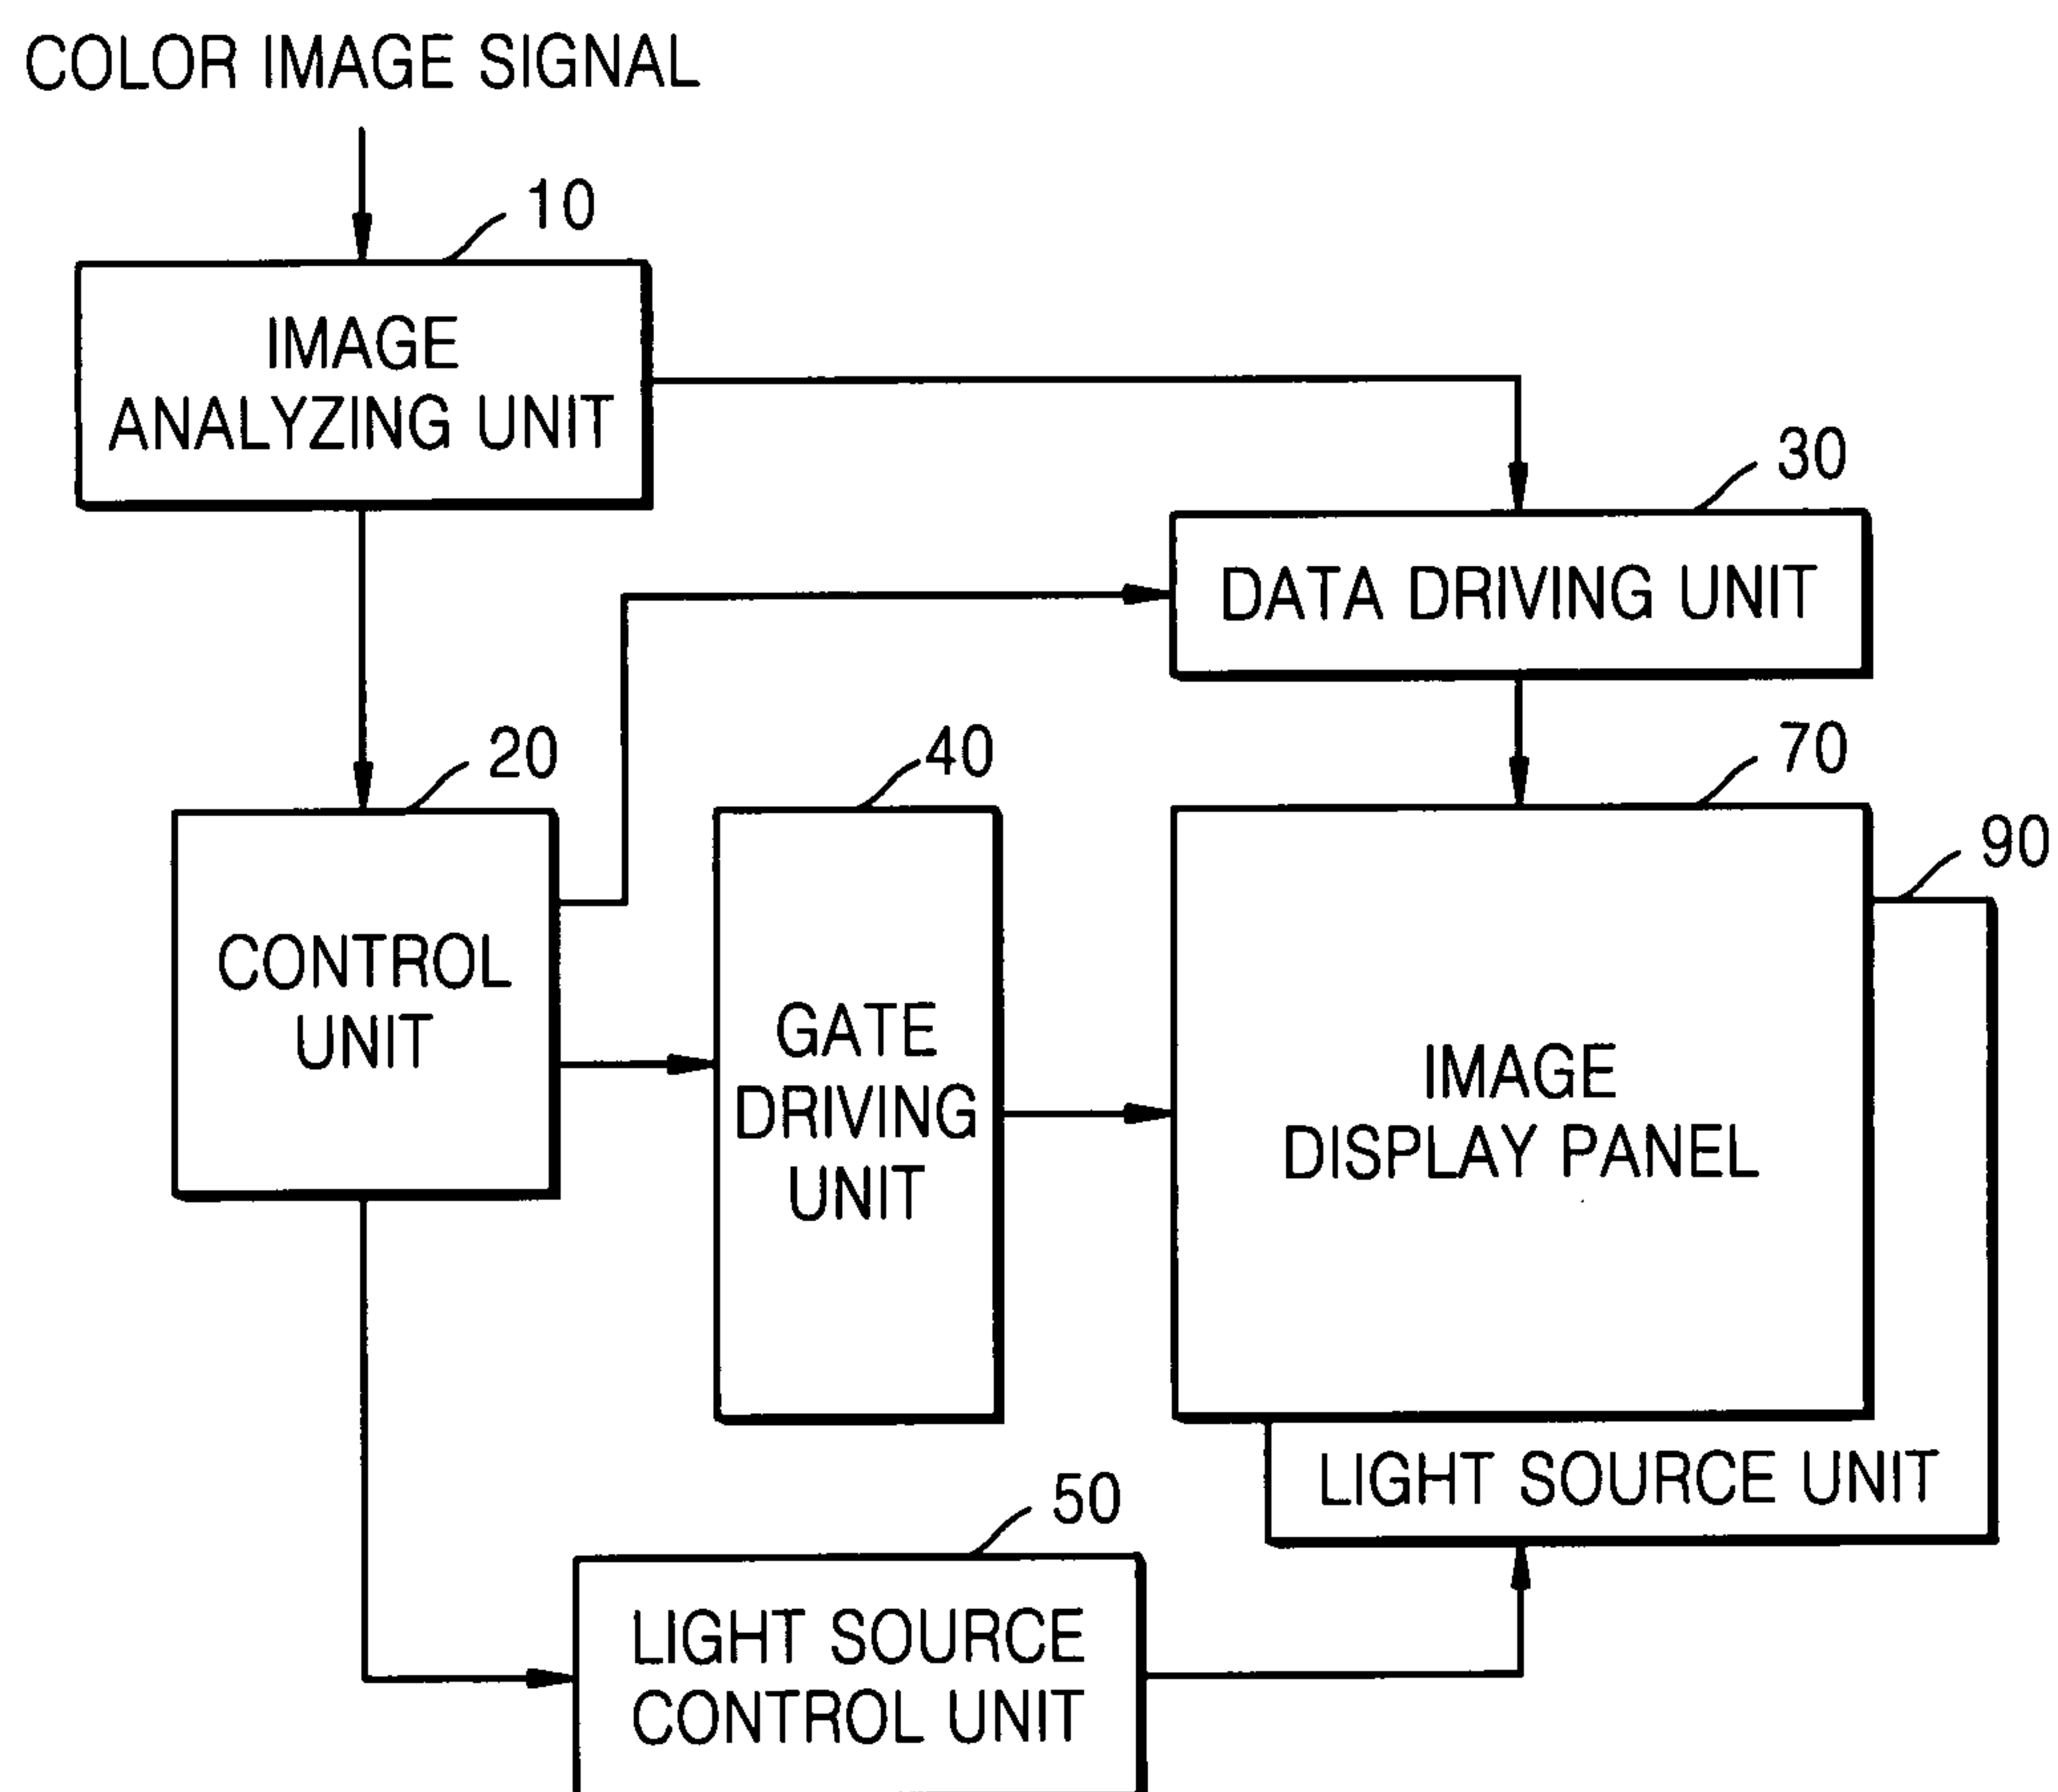 COLOR IMAGE SIGNAL
10
IMAGE
ANALYZING UNIT
30
DATA DRIVING UNIT
20
40
70
90
CONTROL
UNIT
GATE
DRIVING
UNIT
IMAGE
DISPLAY PANEL
LIGHT SOURCE UNIT
50
LIGHT SOURCE
CONTROL UNIT